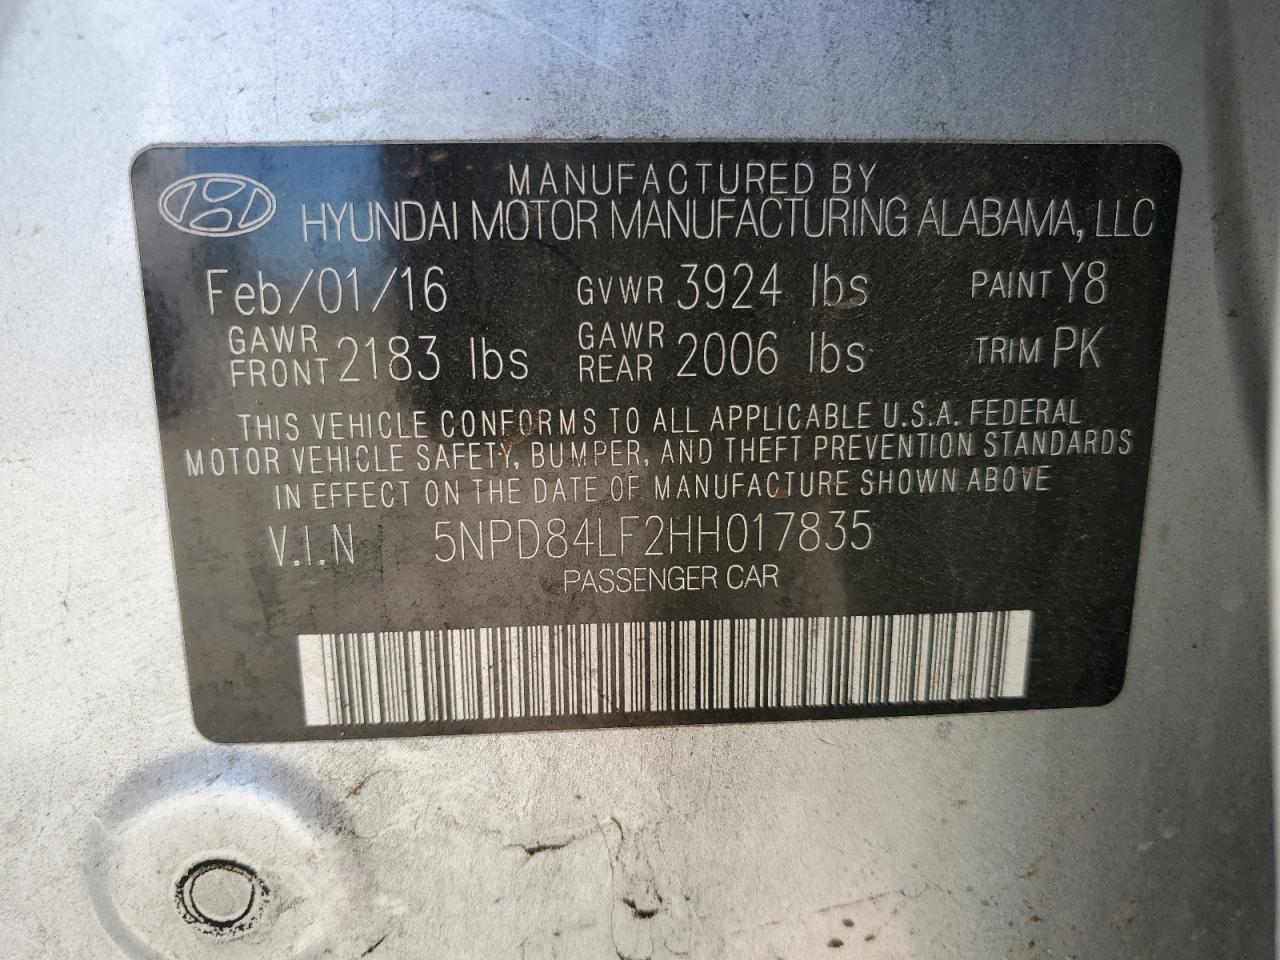 MANUFACTURED BY
HYUNDAI MOTOR MANUFACTURING ALABAMA, LLC
Feb/01/16 GVWR 3924 lbs PAINT Y8
GAWR FRONT 2183 lbs GAWR REAR 2006 lbs TRIM PK
THIS VEHICLE CONFORMS TO ALL APPLICABLE U.S.A. FEDERAL
MOTOR VEHICLE SAFETY, BUMPER, AND THEFT PREVENTION STANDARDS
IN EFFECT ON THE DATE OF MANUFACTURE SHOWN ABOVE
V.I.N 5NPD84LF2HH017835
PASSENGER CAR